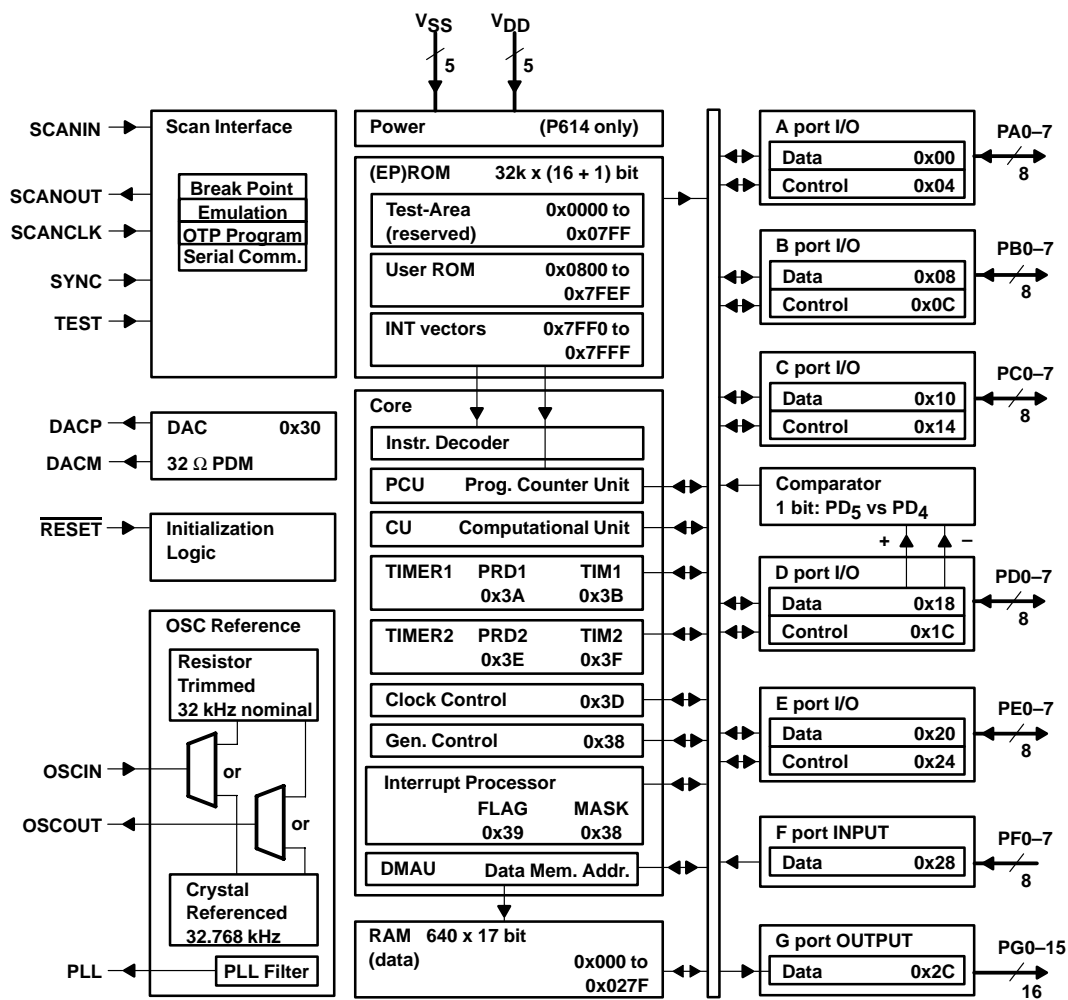 VSS VDD
5 5
SCANIN
SCANOUT
SCANCLK
SYNC
TEST
Scan Interface
Break Point
Emulation
OTP Program
Serial Comm.
DACP
DACM
DAC 0x30
32 Ω PDM
RESET
Initialization
Logic
OSC Reference
Resistor
Trimmed
32 kHz nominal
OSCIN
or
OSCOUT
or
Crystal
Referenced
32.768 kHz
PLL
PLL Filter
Power (P614 only)
(EP)ROM 32k x (16 + 1) bit
Test-Area 0x0000 to
(reserved) 0x07FF
User ROM 0x0800 to
0x7FEF
INT vectors 0x7FF0 to
0x7FFF
Core
Instr. Decoder
PCU Prog. Counter Unit
CU Computational Unit
TIMER1 PRD1 TIM1
0x3A 0x3B
TIMER2 PRD2 TIM2
0x3E 0x3F
Clock Control 0x3D
Gen. Control 0x38
Interrupt Processor
FLAG MASK
0x39 0x38
DMAU Data Mem. Addr.
RAM 640 x 17 bit
(data) 0x000 to
0x027F
A port I/O
Data 0x00
Control 0x04
PA0–7
8
B port I/O
Data 0x08
Control 0x0C
PB0–7
8
C port I/O
Data 0x10
Control 0x14
PC0–7
8
Comparator
1 bit: PD5 vs PD4
+ –
D port I/O
Data 0x18
Control 0x1C
PD0–7
8
E port I/O
Data 0x20
Control 0x24
PE0–7
8
F port INPUT
Data 0x28
PF0–7
8
G port OUTPUT
Data 0x2C
PG0–15
16